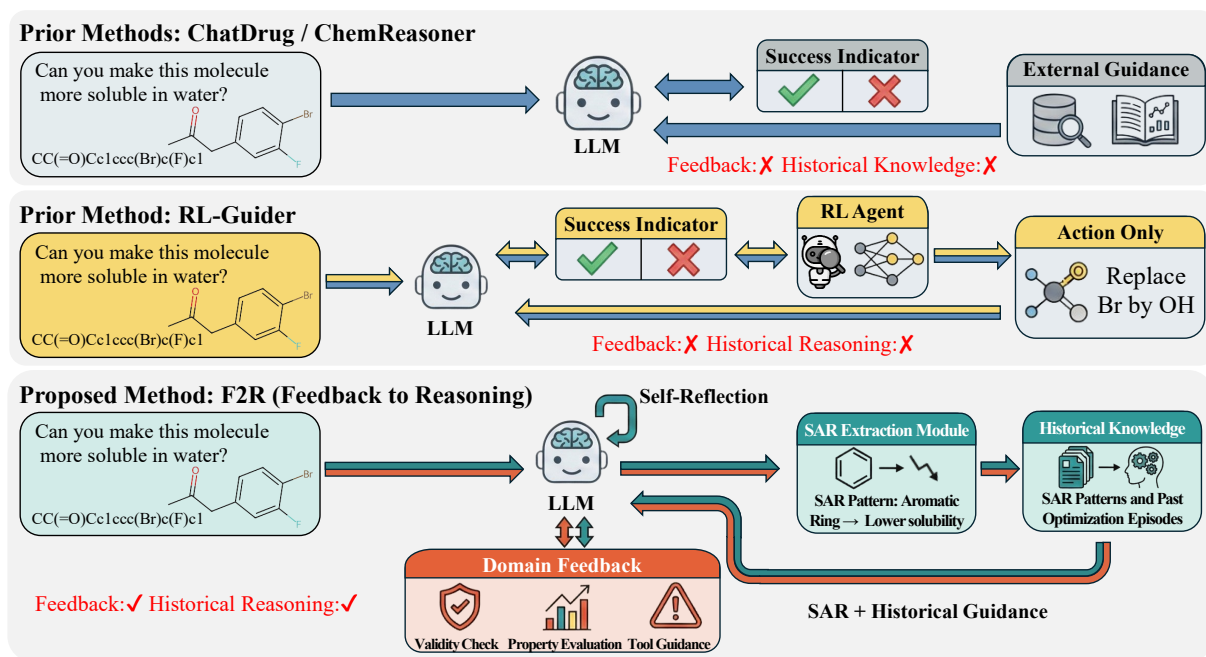 Prior Methods: ChatDrug / ChemReasoner
Can you make this molecule
more soluble in water?
O
Br
F
CC(=O)Cc1ccc(Br)c(F)c1
LLM
Success Indicator
External Guidance
Feedback:✗ Historical Knowledge:✗
Prior Method: RL-Guider
Can you make this molecule
more soluble in water?
O
Br
F
CC(=O)Cc1ccc(Br)c(F)c1
LLM
Success Indicator
RL Agent
Action Only
Replace
Br by OH
Feedback:✗ Historical Reasoning:✗
Proposed Method: F2R (Feedback to Reasoning)
Can you make this molecule
more soluble in water?
O
Br
F
CC(=O)Cc1ccc(Br)c(F)c1
Self-Reflection
LLM
SAR Extraction Module
SAR Pattern: Aromatic
Ring → Lower solubility
Historical Knowledge
SAR Patterns and Past
Optimization Episodes
Domain Feedback
Validity Check
Property Evaluation
Tool Guidance
SAR + Historical Guidance
Feedback:✓ Historical Reasoning:✓